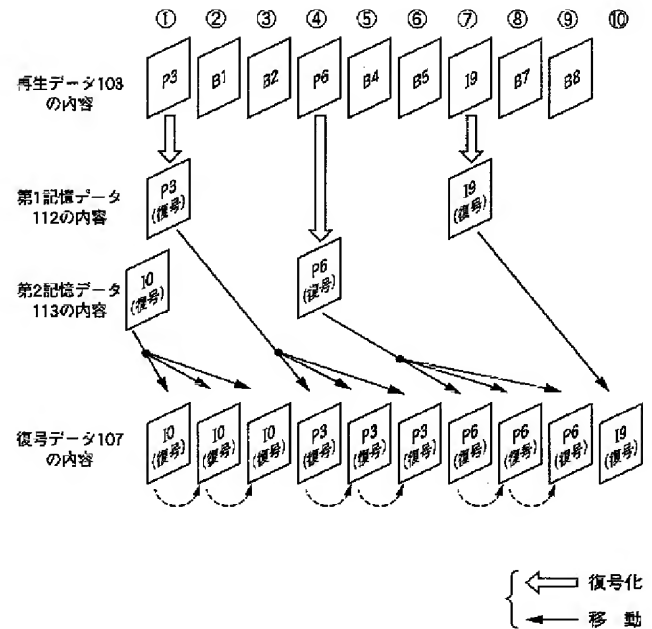 ① ② ③ ④ ⑤ ⑥ ⑦ ⑧ ⑨ ⑩
再生データ103
の内容
P3 B1 B2 P6 B4 B5 I9 B7 B8
第1記憶データ
112の内容
P3
(復号)
I9
(復号)
第2記憶データ
113の内容
I0
(復号)
P6
(復号)
復号データ107
の内容
I0 I0 I0 P3 P3 P3 P6 P6 P6 I9
(復号) (復号) (復号) (復号) (復号) (復号) (復号) (復号) (復号) (復号)
復号化
移 動